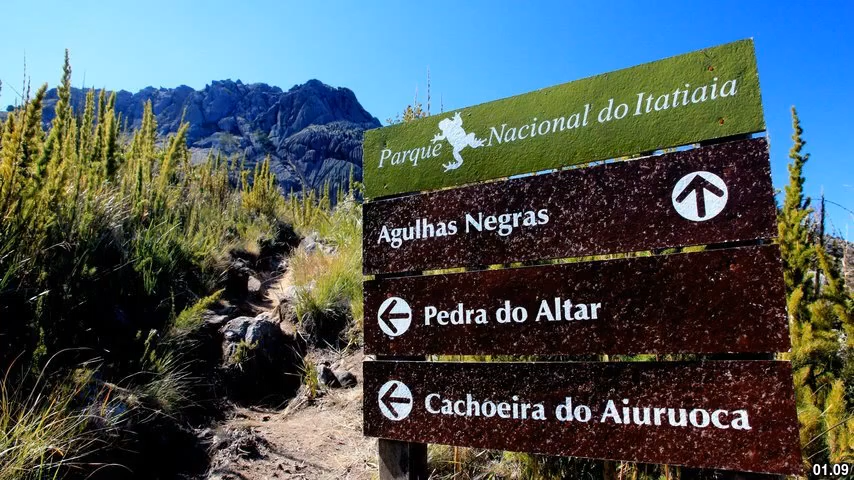 Parque Nacional do Itatiaia
Agulhas Negras
Pedra do Altar
Cachoeira do Aiuruoca
01.09